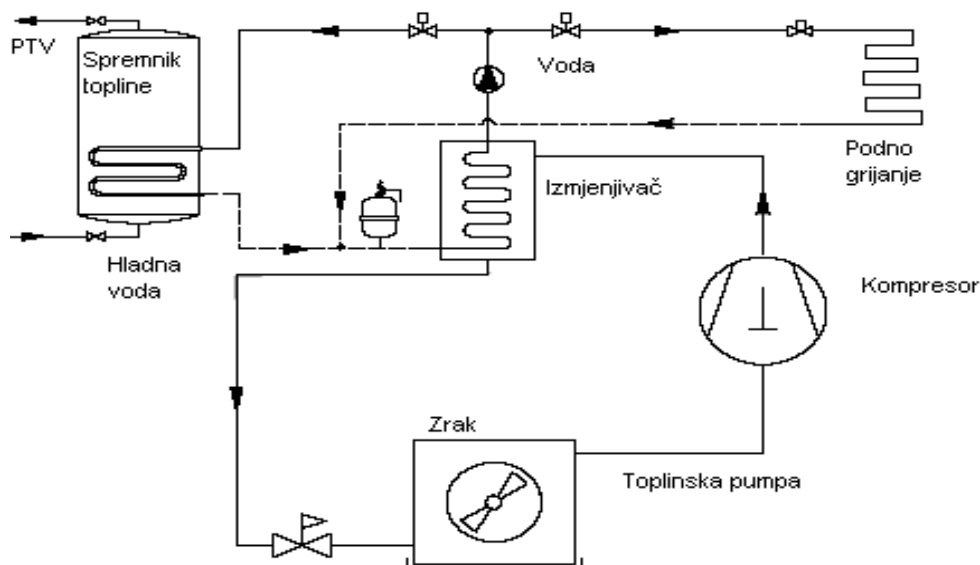 PTV
Spremnik
topline
Voda
Podno
grijanje
Izmjenjivač
Hladna
voda
Kompresor
Zrak
Toplinska pumpa